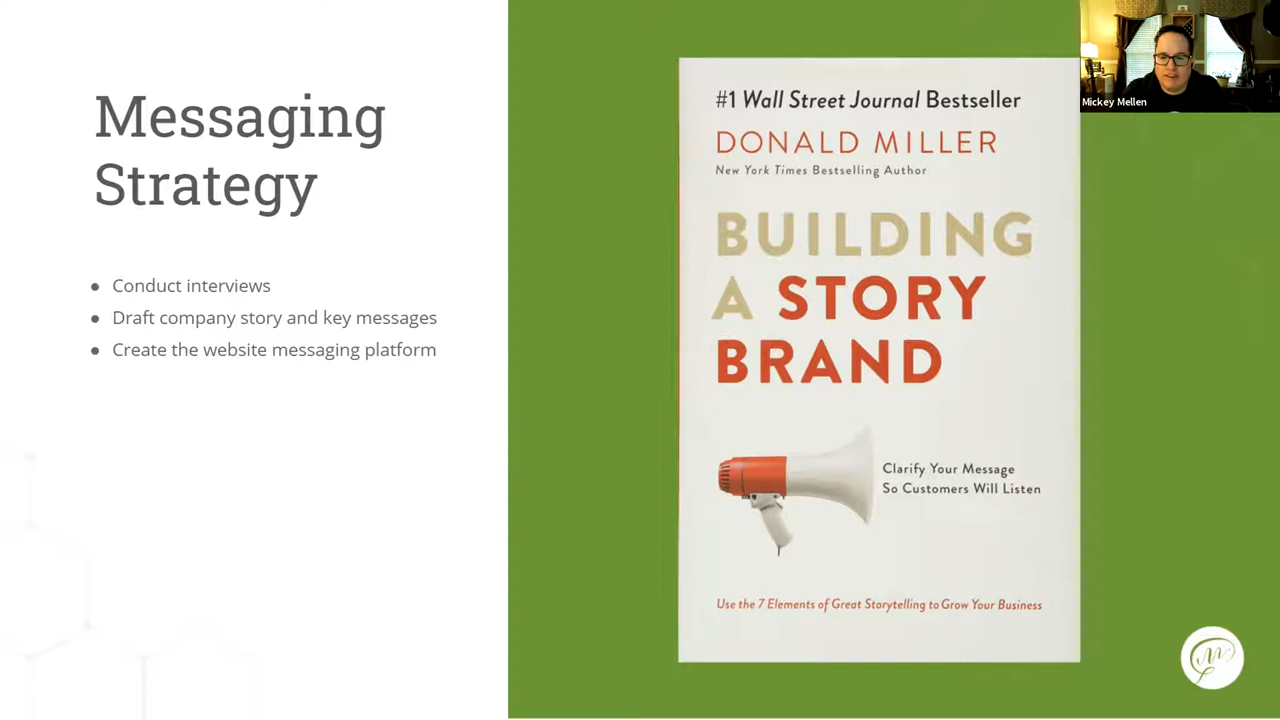 Messaging
Strategy
• Conduct interviews
• Draft company story and key messages
• Create the website messaging platform
#1 Wall Street Journal Bestseller
DONALD MILLER
New York Times Bestselling Author
BUILDING
A STORY
BRAND
Clarify Your Message
So Customers Will Listen
Use the 7 Elements of Great Storytelling to Grow Your Business
Mickey Mellen